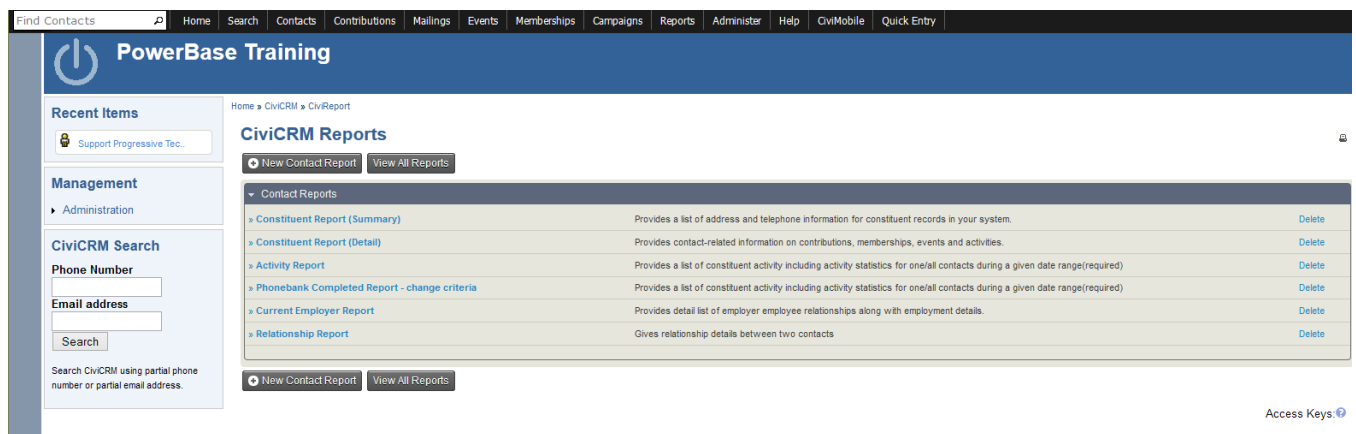 Find Contacts Home Search Contacts Contributions Mailings Events Memberships Campaigns Reports Administer Help CiviMobile Quick Entry
PowerBase Training
Recent Items
Support Progressive Tec..
Management
Administration
CiviCRM Search
Phone Number
Email address
Search
Search CiviCRM using partial phone
number or partial email address.
Home » CiviCRM » CiviReport
CiviCRM Reports
New Contact Report View All Reports
Contact Reports
» Constituent Report (Summary) Provides a list of address and telephone information for constituent records in your system. Delete
» Constituent Report (Detail) Provides contact-related information on contributions, memberships, events and activities. Delete
» Activity Report Provides a list of constituent activity including activity statistics for one/all contacts during a given date range(required) Delete
» Phonebank Completed Report - change criteria Provides a list of constituent activity including activity statistics for one/all contacts during a given date range(required) Delete
» Current Employer Report Provides detail list of employer employee relationships along with employment details. Delete
» Relationship Report Gives relationship details between two contacts Delete
New Contact Report View All Reports
Access Keys:?